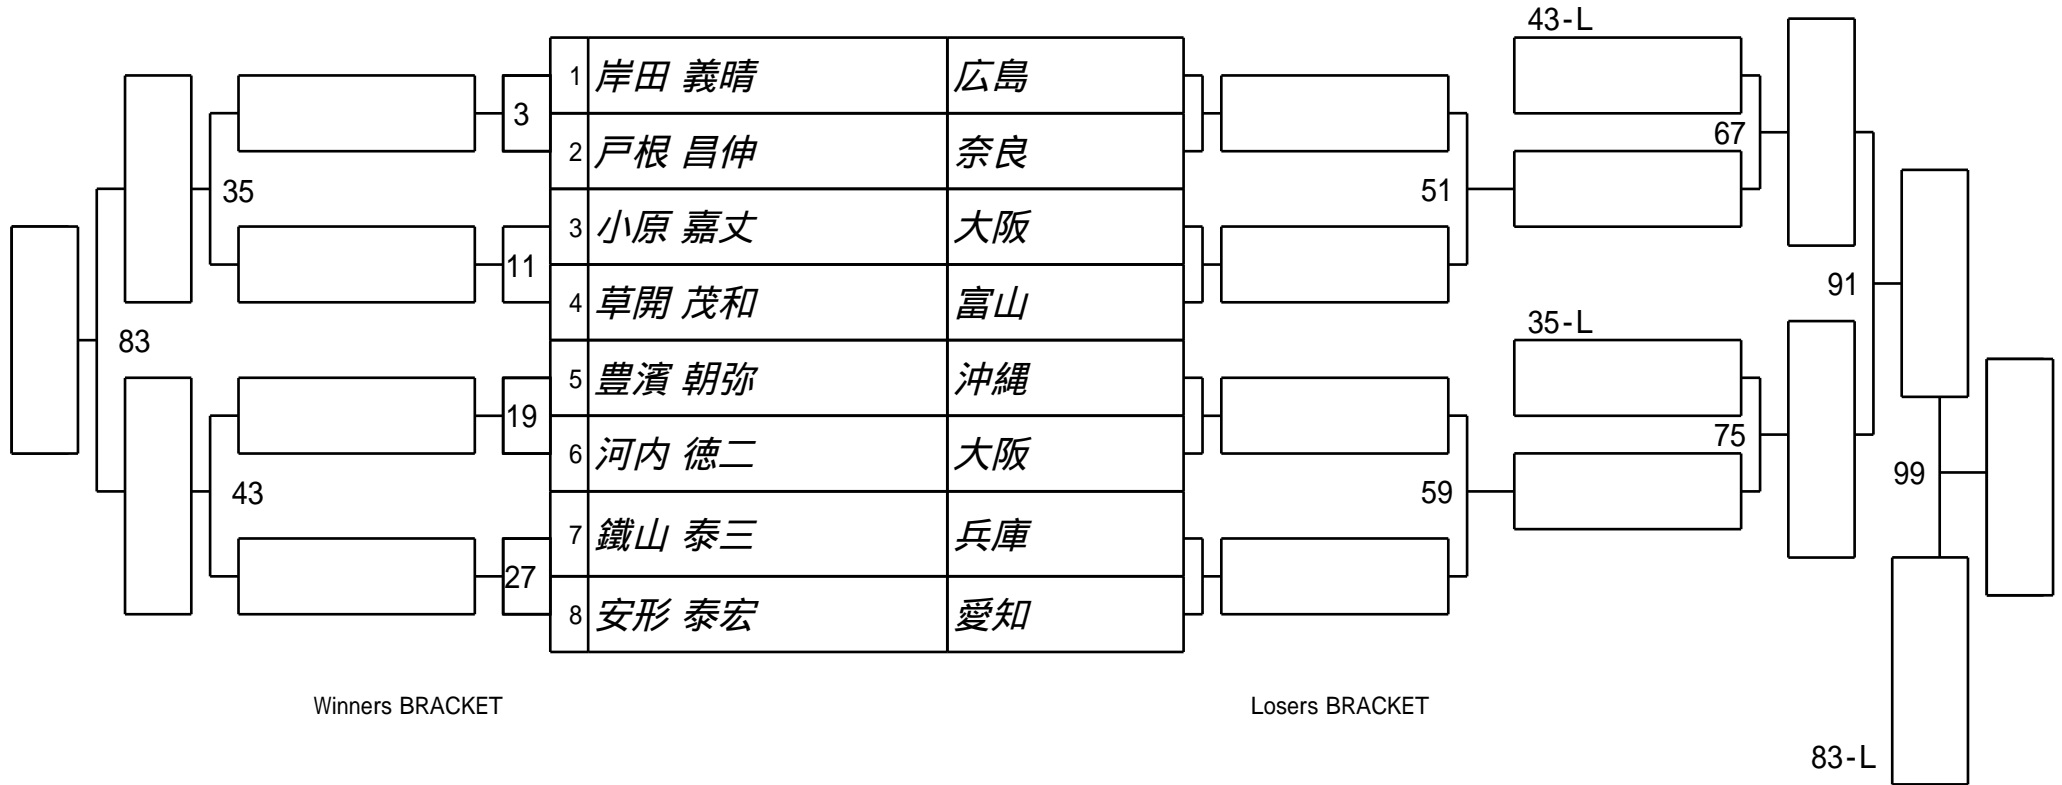 43-L
1 岸田 義晴 広島
3
67
2 戸根 昌伸 奈良
35
51
3 小原 嘉丈 大阪
11
91
4 草開 茂和 富山
35-L
83
5 豊濱 朝弥 沖縄
19
75
6 河内 徳二 大阪
99
43
59
7 鐵山 泰三 兵庫
27
8 安形 泰宏 愛知
Winners BRACKET
Losers BRACKET
83-L